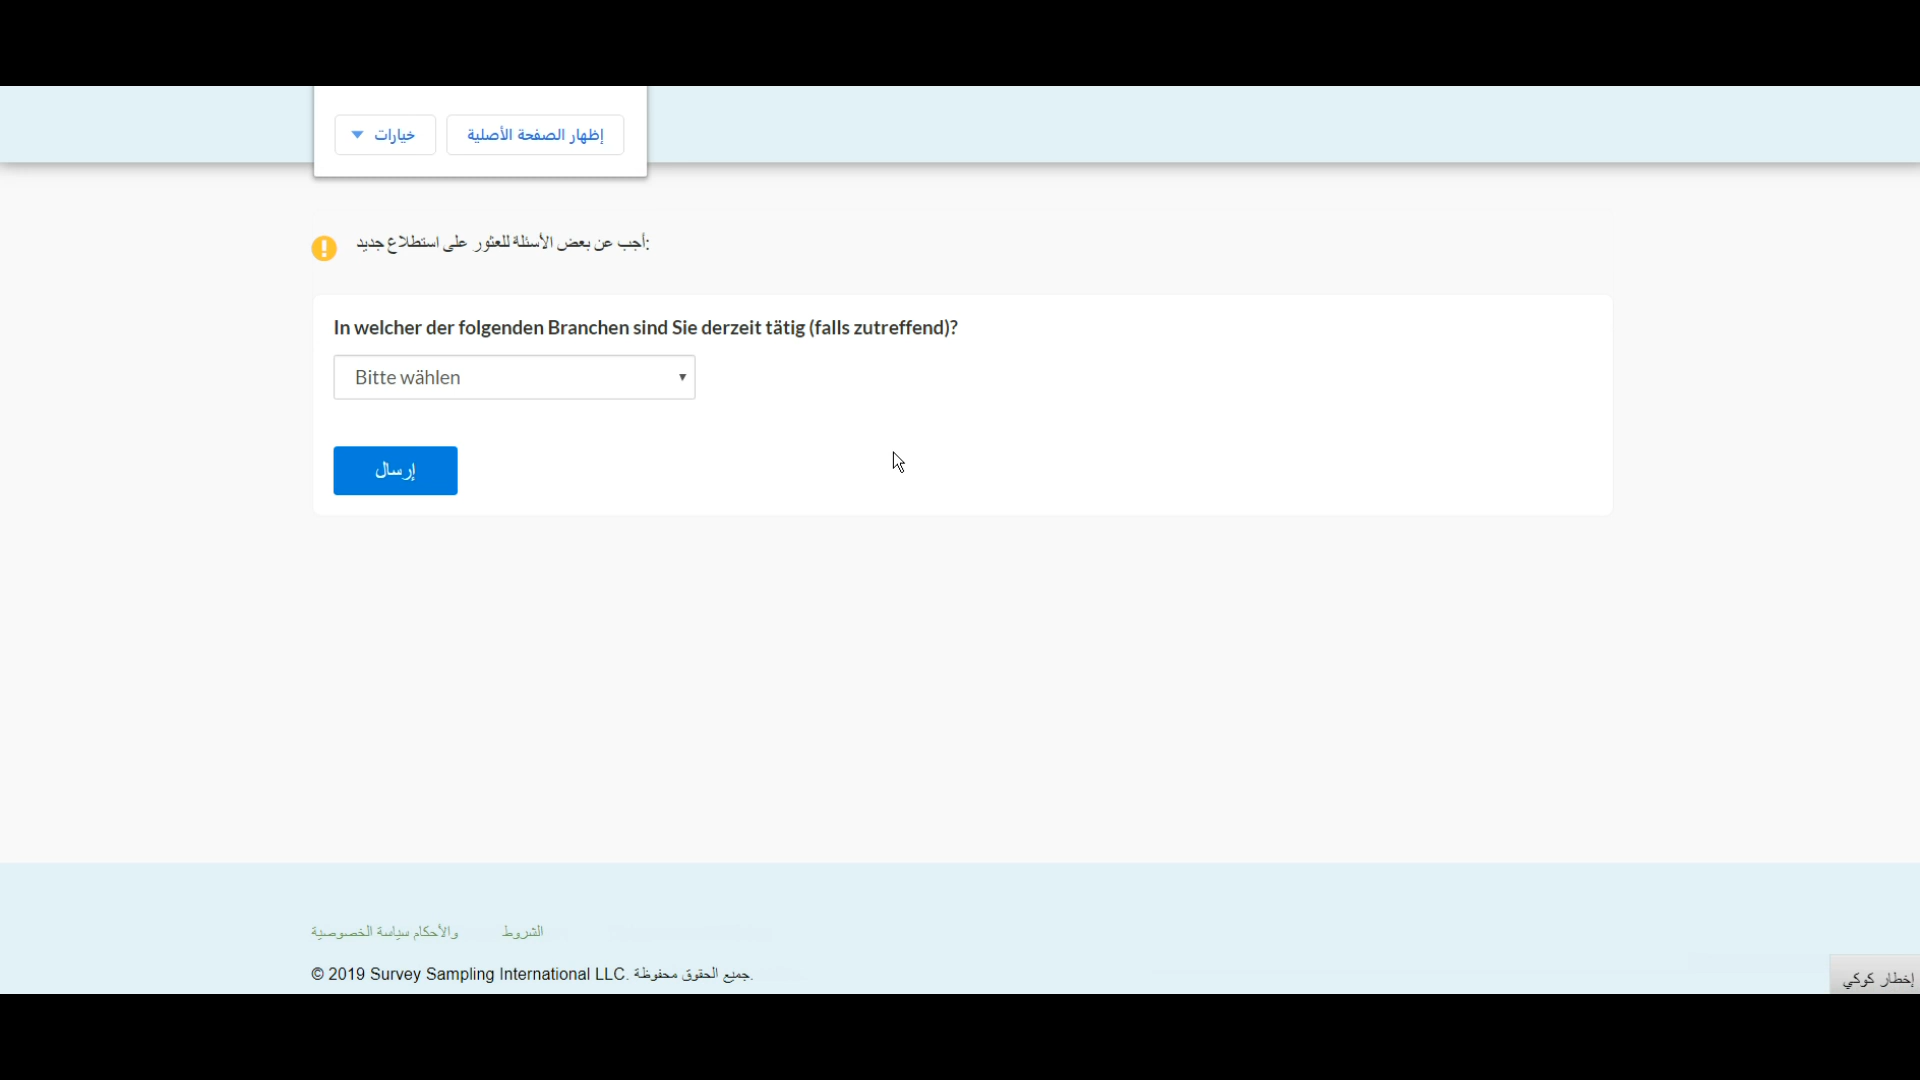 إظهار الصفحة الأصلية
خيارات
أجب عن بعض الأسئلة للعثور على استطلاع جديد:
In welcher der folgenden Branchen sind Sie derzeit tätig (falls zutreffend)?
Bitte wählen
إرسال
والأحكام سياسة الخصوصية الشروط
© 2019 Survey Sampling International LLC. جميع الحقوق محفوظة.
إخطار كوكي